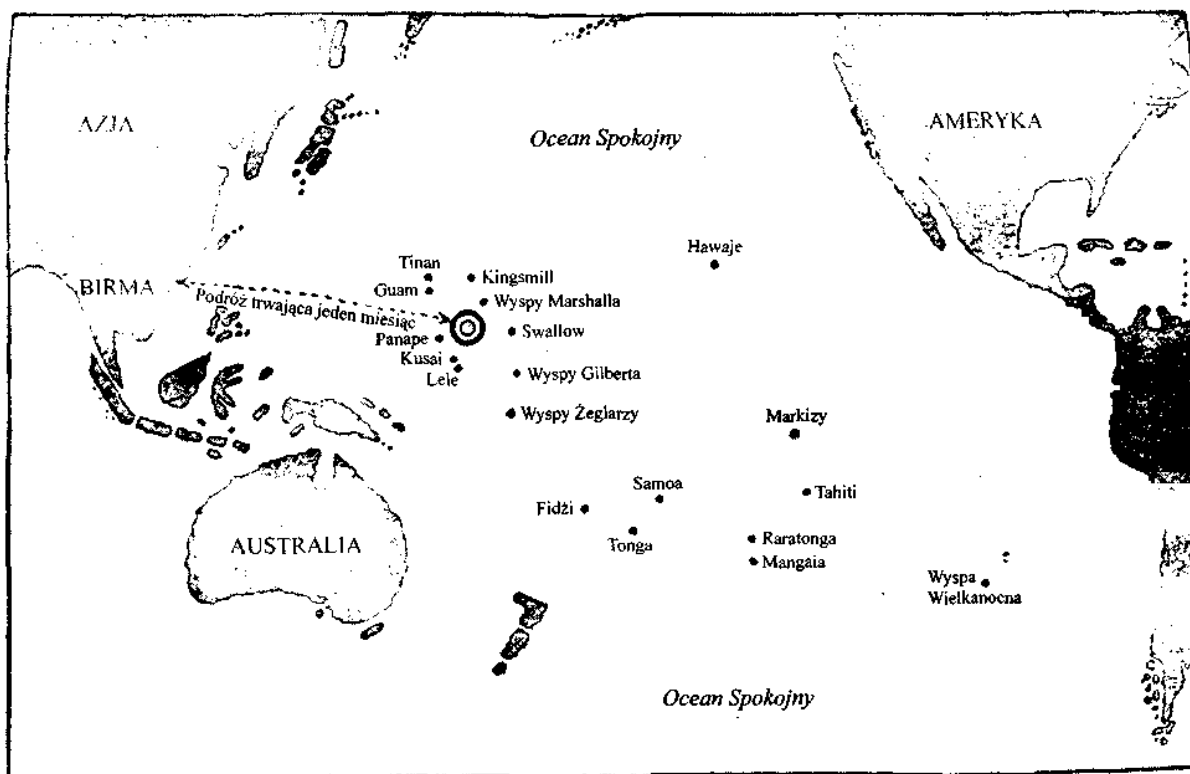 AZJA
Ocean Spokojny
AMERYKA
Hawaje
Tinan
Kingsmill
BIRMA
Guam
Wyspy Marshalla
Podróż trwająca jeden miesiąc
Swallow
Panape
Kusai
Lele
Wyspy Gilberta
Wyspy Żeglarzy
Markizy
Samoa
Tahiti
Fidżi
AUSTRALIA
Tonga
Raratonga
Mangaia
Wyspa
Wielkanocna
Ocean Spokojny